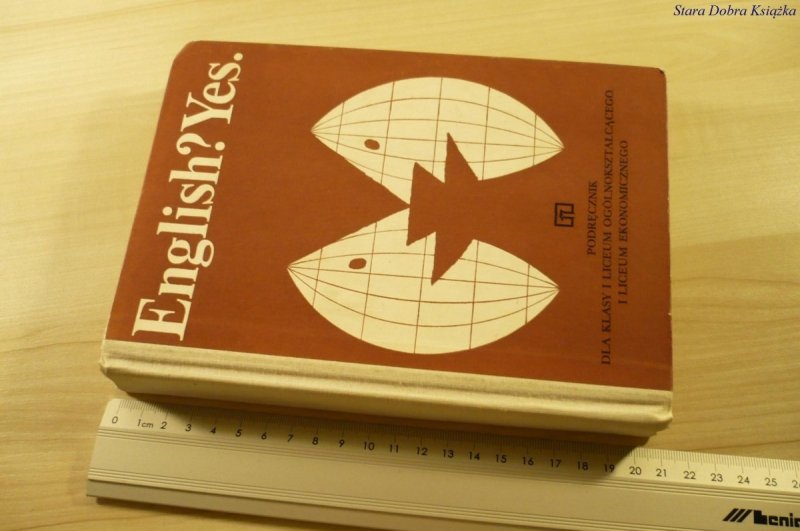 Stara Dobra Książka
English? Yes.
PODRĘCZNIK
DLA KLASY I LICEUM OGÓLNOKSZTAŁCĄCEGO
I LICEUM EKONOMICZNEGO
0 1cm 2 3 4 5 6 7 8 9 10 11 12 13 14 15 16 17 18 19 20 21 22 23 24 25